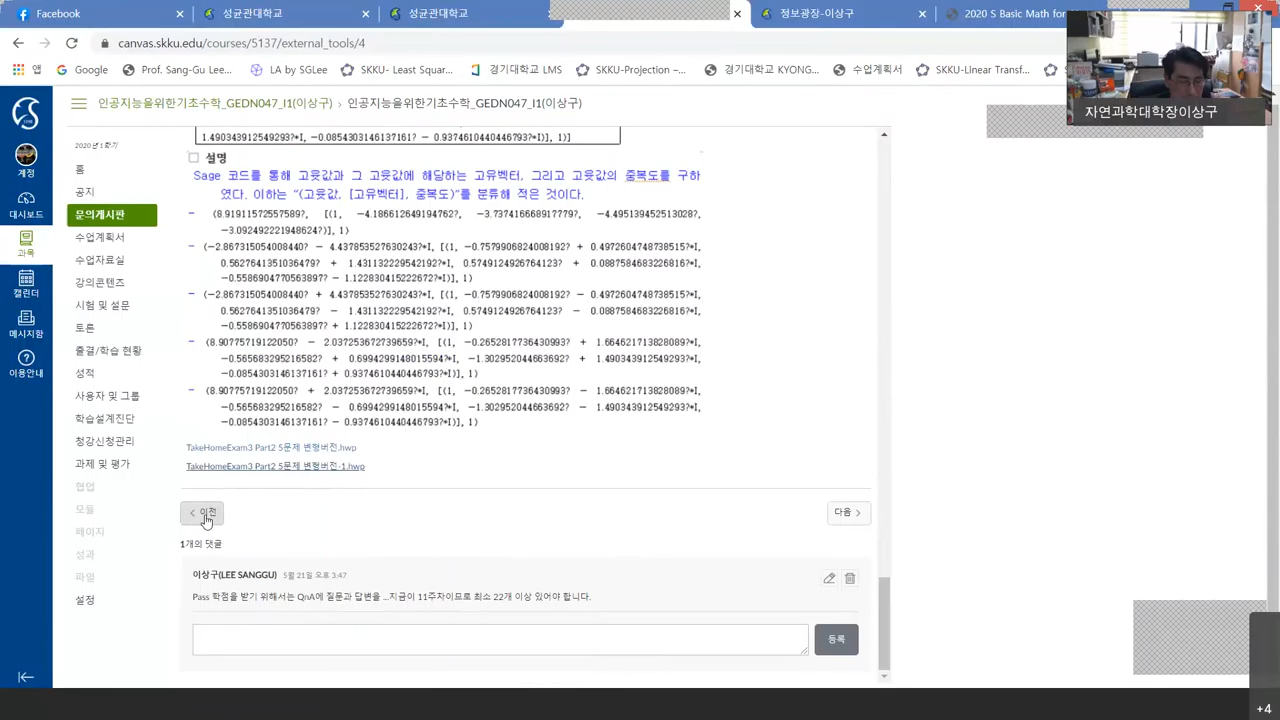 Facebook
성균관대학교
성균관대학교
정보광장-이상구
2020 S Basic Math for
canvas.skku.edu/courses/5137/external_tools/4
앱
Google
Prof. Sang-Gu Lee...
LA by SGLee
SKKU- Least Squar...
경기대학교 LMS
SKKU-Projection –...
경기대학교 KYONG...
수업계획서
SKKU-Linear Transf...
자연과학대학장이상구
인공지능을위한기초수학_GEDN047_I1(이상구) › 인공지능을위한기초수학_GEDN047_I1(이상구)
2020년 1학기
계정
대시보드
과목
캘린더
메시지함
이용안내
홈
공지
문의게시판
수업계획서
수업자료실
강의콘텐츠
시험 및 설문
토론
출결/학습 현황
성적
사용자 및 그룹
학습설계진단
청강신청관리
과제 및 평가
협업
모듈
페이지
성과
파일
설정
1.490343912549293?*I, -0.0854303146137161? - 0.9374610440446793?*I)], 1)]
설명
Sage 코드를 통해 고윳값과 그 고윳값에 해당하는 고유벡터, 그리고 고윳값의 중복도를 구하
였다. 이하는 “(고윳값, [고유벡터], 중복도)”를 분류해 적은 것이다.
- (8.91911572557589?, [(1, -4.186612649194762?, -3.737416668917779?, -4.495139452513028?,
-3.092492221948624?)], 1)
- (-2.867315054008440? - 4.437853527630243?*I, [(1, -0.7579906824008192? + 0.4972604748738515?*I,
0.5627641351036479? + 1.431132229542192?*I, 0.5749124926764123? + 0.0887584683226816?*I,
-0.5586904770563897? - 1.122830415222672?*I)], 1)
- (-2.867315054008440? + 4.437853527630243?*I, [(1, -0.7579906824008192? - 0.4972604748738515?*I,
0.5627641351036479? - 1.431132229542192?*I, 0.5749124926764123? - 0.0887584683226816?*I,
-0.5586904770563897? + 1.122830415222672?*I)], 1)
- (8.90775719122050? - 2.037253672739659?*I, [(1, -0.2652817736430993? + 1.664621713828089?*I,
-0.565683295216582? + 0.6994299148015594?*I, -1.302952044663692? + 1.490343912549293?*I,
-0.0854303146137161? + 0.9374610440446793?*I)], 1)
- (8.90775719122050? + 2.037253672739659?*I, [(1, -0.2652817736430993? - 1.664621713828089?*I,
-0.565683295216582? - 0.6994299148015594?*I, -1.302952044663692? - 1.490343912549293?*I,
-0.0854303146137161? - 0.9374610440446793?*I)], 1)
TakeHomeExam3 Part2 5문제 변형버전.hwp
TakeHomeExam3 Part2 5문제 변형버전-1.hwp
이전
다음
1개의 댓글
이상구(LEE SANGGU) 5월 21일 오후 3:47
Pass 학점을 받기 위해서는 QnA에 질문과 답변을 ...지금이 11주차이므로 최소 22개 이상 있어야 합니다.
등록
+4